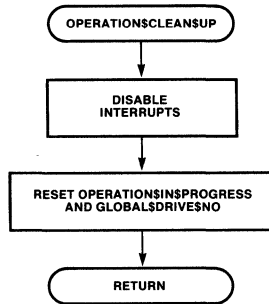 OPERATION$CLEAN$UP
DISABLE
INTERRUPTS
RESET OPERATION$IN$PROGRESS
AND GLOBAL$DRIVE$NO
RETURN